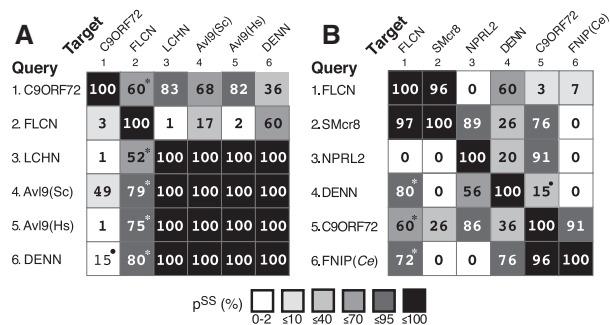 A
Target
C9ORF72 FLCN LCHN Avl9(Sc) Avl9(Hs) DENN
1 2 3 4 5 6
Query
1. C9ORF72 100 60* 83 68 82 36
2. FLCN 3 100 1 17 2 60
3. LCHN 1 52* 100 100 100 100
4. Avl9(Sc) 49 79* 100 100 100 100
5. Avl9(Hs) 1 75* 100 100 100 100
6. DENN 15• 80* 100 100 100 100
B
Target
FLCN SMcr8 NPRL2 DENN C9ORF72 FNIP(Ce)
1 2 3 4 5 6
Query
1. FLCN 100 96 0 60 3 7
2. SMcr8 97 100 89 26 76 0
3. NPRL2 0 0 100 20 91 0
4. DENN 80* 0 56 100 15• 0
5. C9ORF72 60* 26 86 36 100 91
6. FNIP(Ce) 72* 0 0 76 96 100
pSS (%)
0-2 ≤10 ≤40 ≤70 ≤95 ≤100